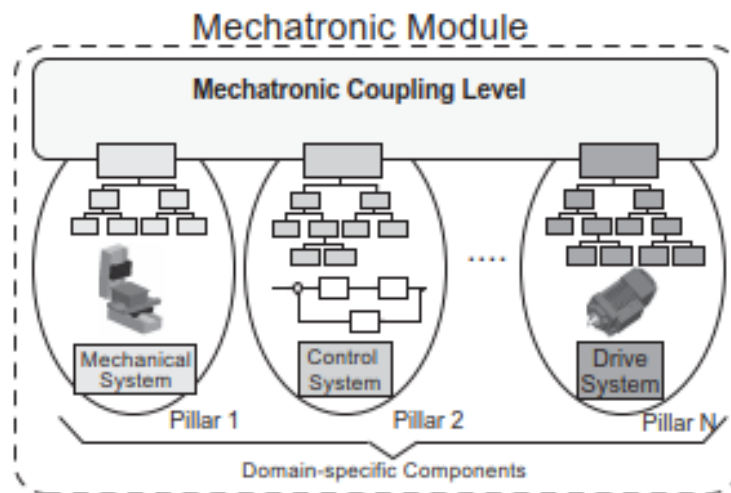 Mechatronic Module
Mechatronic Coupling Level
....
Mechanical
System
Control
System
Drive
System
Pillar 1
Pillar 2
Pillar N
Domain-specific Components